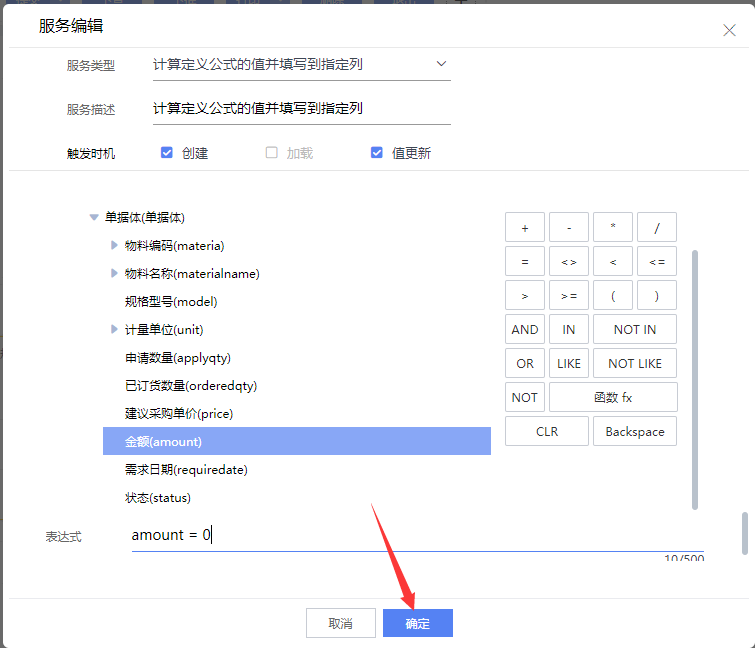 服务编辑
服务类型 计算定义公式的值并填写到指定列
服务描述 计算定义公式的值并填写到指定列
触发时机 创建 加载 值更新
单据体(单据体)
物料编码(materia)
物料名称(materialname)
规格型号(model)
计量单位(unit)
申请数量(applyqty)
已订货数量(orderedqty)
建议采购单价(price)
金额(amount)
需求日期(requiredate)
状态(status)
+ - * /
= <> < <=
> >= ( )
AND IN NOT IN
OR LIKE NOT LIKE
NOT 函数 fx
CLR Backspace
表达式 amount = 0
10/500
取消 确定